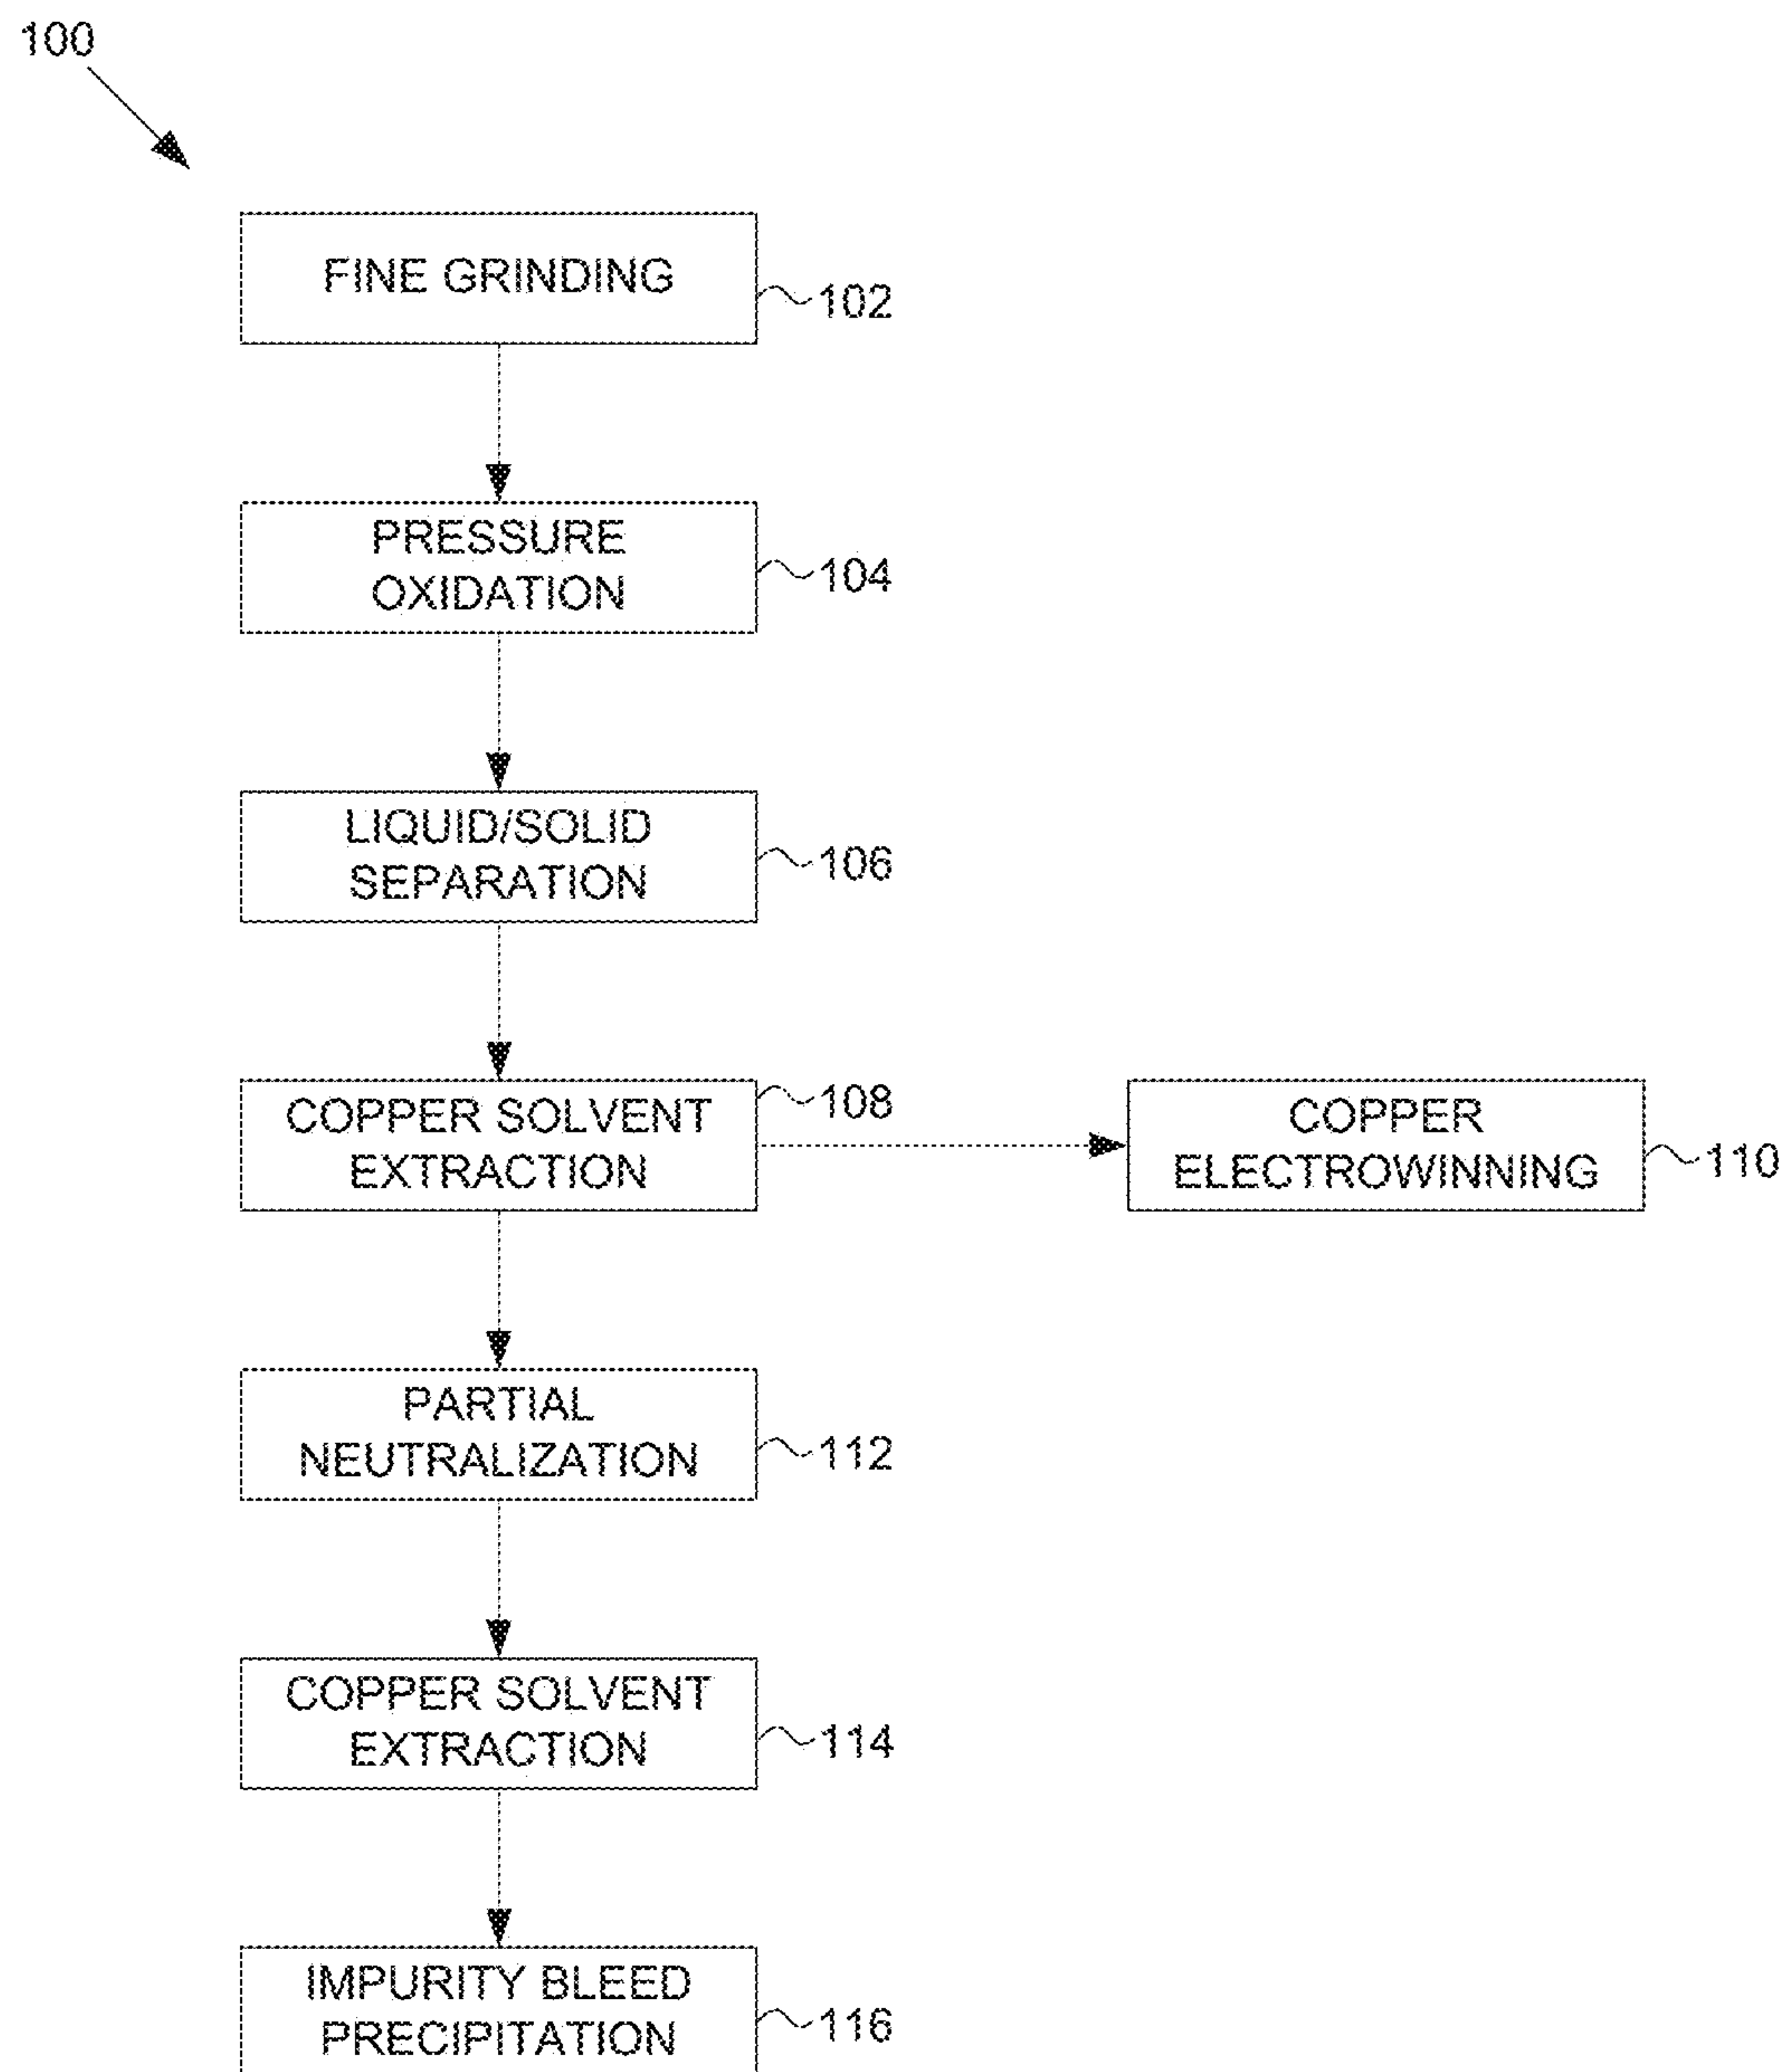 100
FINE GRINDING
102
PRESSURE
OXIDATION
104
LIQUID/SOLID
SEPARATION
106
COPPER SOLVENT
EXTRACTION
108
COPPER
ELECTROWINNING
110
PARTIAL
NEUTRALIZATION
112
COPPER SOLVENT
EXTRACTION
114
IMPURITY BLEED
PRECIPITATION
116